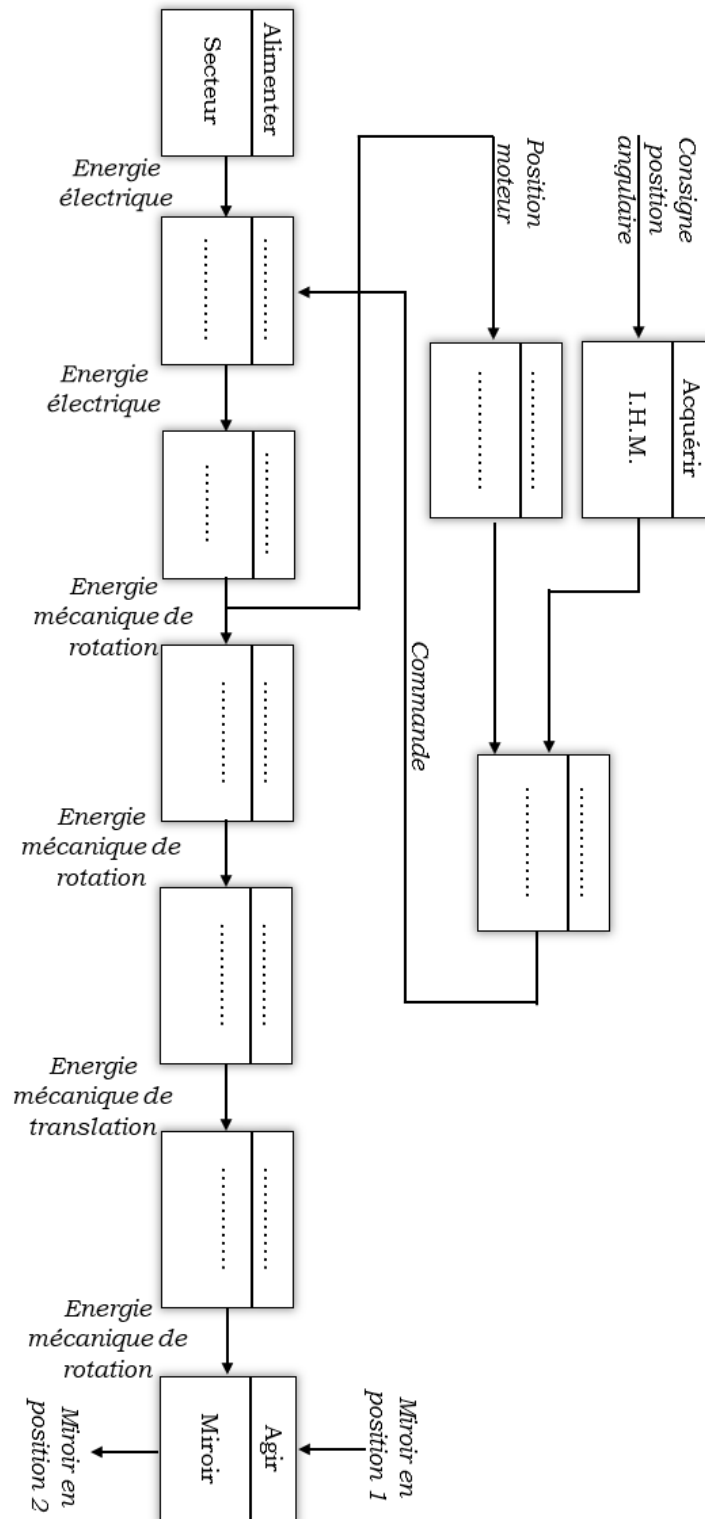 Consigne
position
angulaire
Acquérir
I.H.M.
Position
moteur
Commande
Alimenter
Secteur
Energie
électrique
Energie
électrique
Energie
mécanique de
rotation
Energie
mécanique de
rotation
Energie
mécanique de
translation
Energie
mécanique de
rotation
Miroir en
position 1
Agir
Miroir
Miroir en
position 2